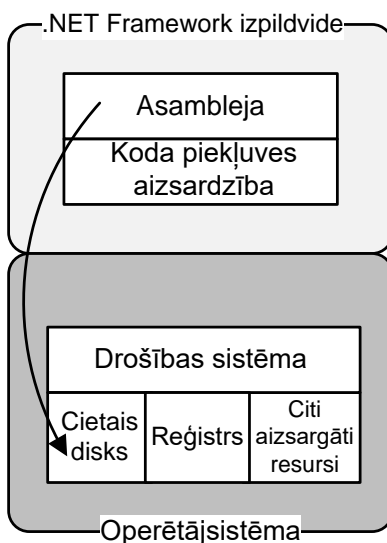 .NET Framework izpildvide
Asambleja
Koda piekļuves
aizsardzība
Drošības sistēma
Cietais
disks
Reģistrs
Citi
aizsargāti
resursi
Operētājsistēma